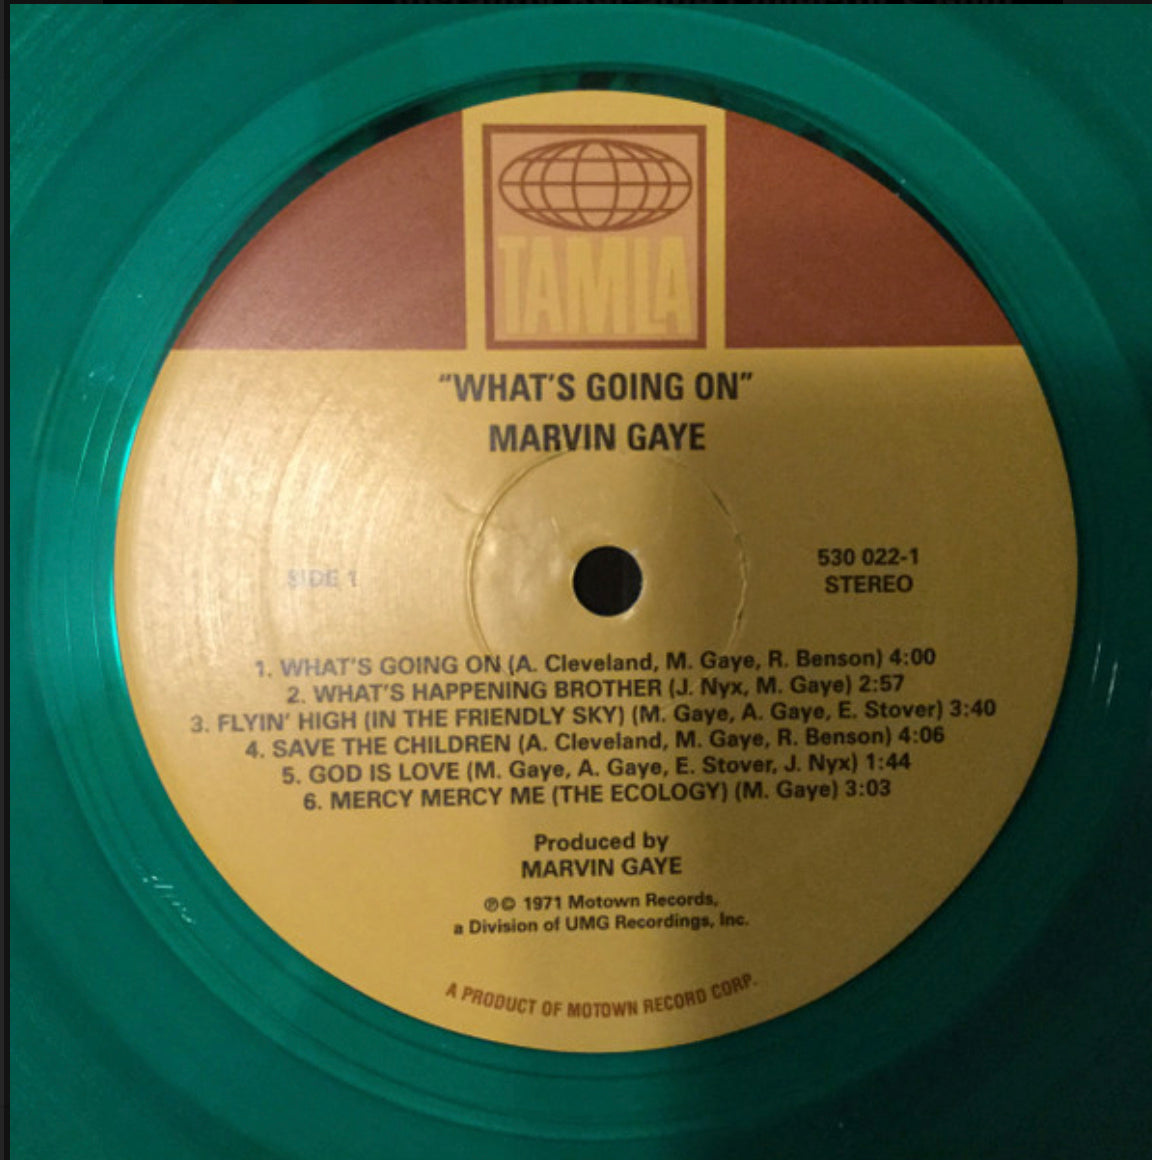 TAMLA
"WHAT'S GOING ON"
MARVIN GAYE
SIDE 1
530 022-1
STEREO
1. WHAT'S GOING ON (A. Cleveland, M. Gaye, R. Benson) 4:00
2. WHAT'S HAPPENING BROTHER (J. Nyx, M. Gaye) 2:57
3. FLYIN' HIGH (IN THE FRIENDLY SKY) (M. Gaye, A. Gaye, E. Stover) 3:40
4. SAVE THE CHILDREN (A. Cleveland, M. Gaye, R. Benson) 4:06
5. GOD IS LOVE (M. Gaye, A. Gaye, E. Stover, J. Nyx) 1:44
6. MERCY MERCY ME (THE ECOLOGY) (M. Gaye) 3:03
Produced by
MARVIN GAYE
℗© 1971 Motown Records,
a Division of UMG Recordings, Inc.
A PRODUCT OF MOTOWN RECORD CORP.